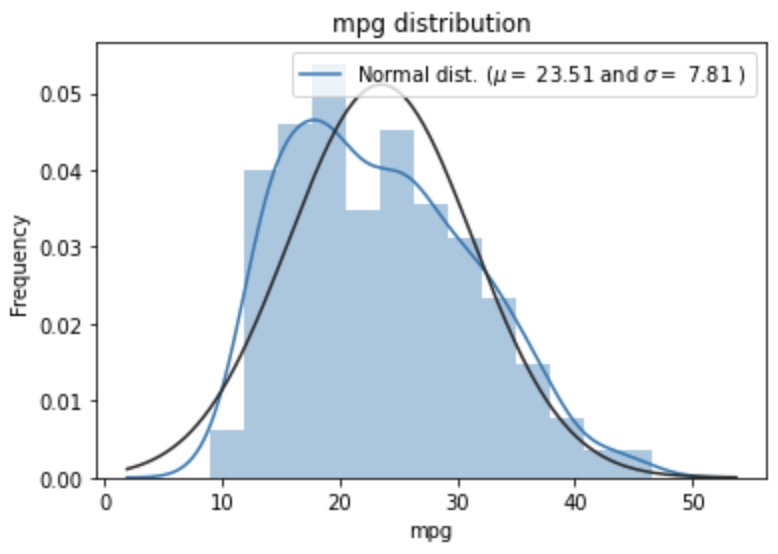 mpg distribution
Normal dist. (μ = 23.51 and σ = 7.81 )
0.05
0.04
0.03
0.02
0.01
0.00
Frequency
0 10 20 30 40 50
mpg